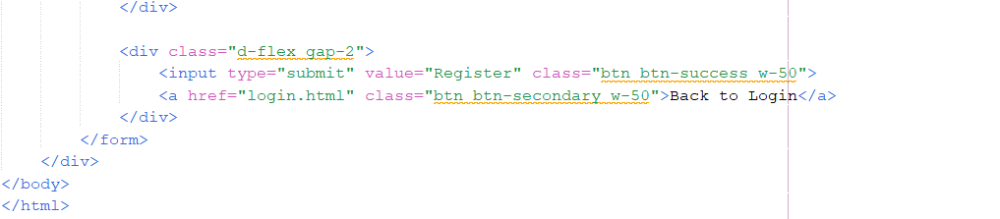 </div>
<div class="d-flex gap-2">
<input type="submit" value="Register" class="btn btn-success w-50">
<a href="login.html" class="btn btn-secondary w-50">Back to Login</a>
</div>
</form>
</div>
</body>
</html>